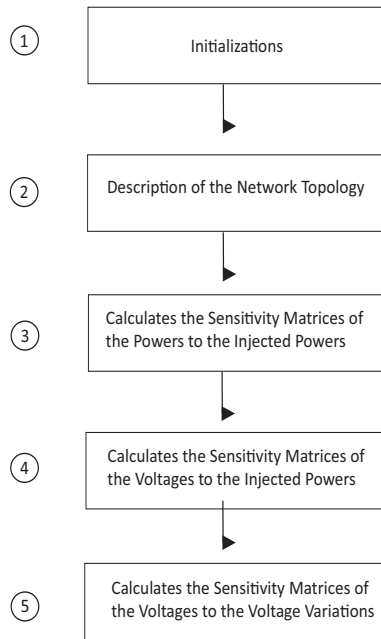 1
Initializations
2
Description of the Network Topology
3
Calculates the Sensitivity Matrices of
the Powers to the Injected Powers
4
Calculates the Sensitivity Matrices of
the Voltages to the Injected Powers
5
Calculates the Sensitivity Matrices of
the Voltages to the Voltage Variations